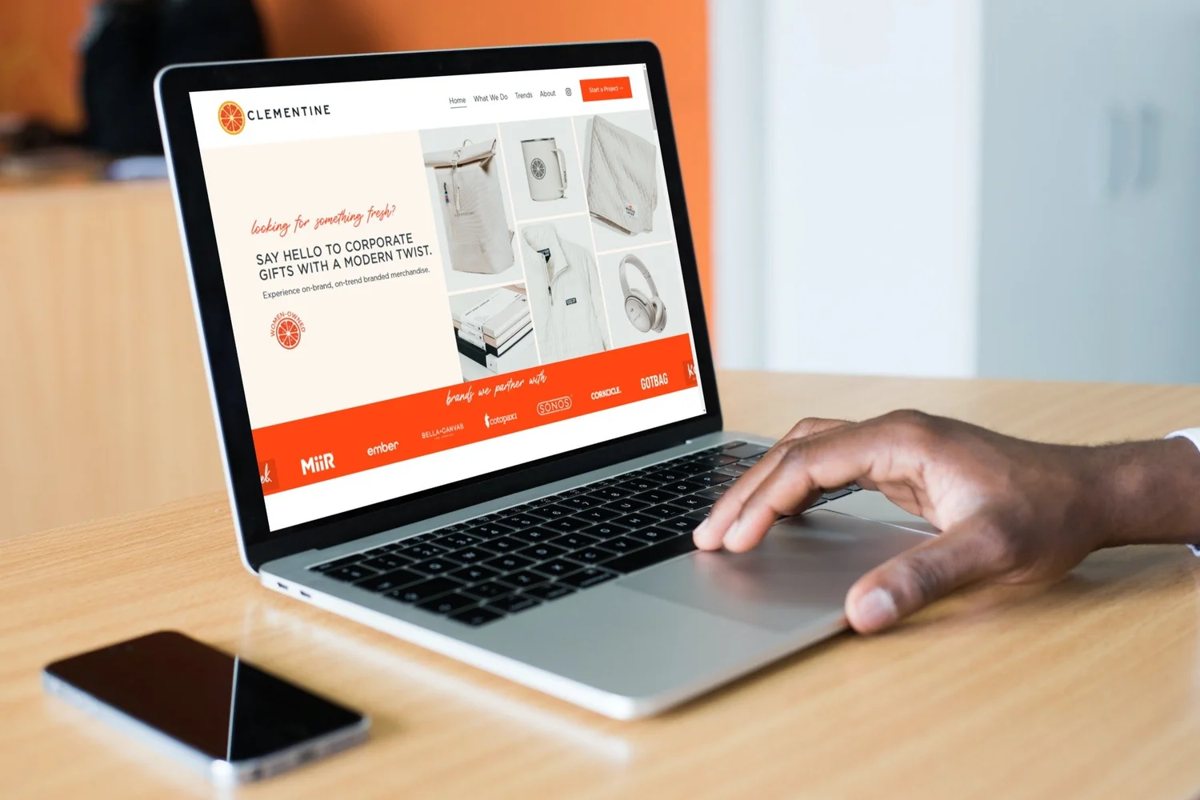 CLEMENTINE
Home What We Do Trends About Start a Project →
looking for something fresh?
SAY HELLO TO CORPORATE
GIFTS WITH A MODERN TWIST.
Experience on-brand, on-trend branded merchandise.
WOMEN-OWNED
brands we partner with
MiiR ember BELLA+CANVAS cotopaxi SONOS CORKCICLE. GOTBAG